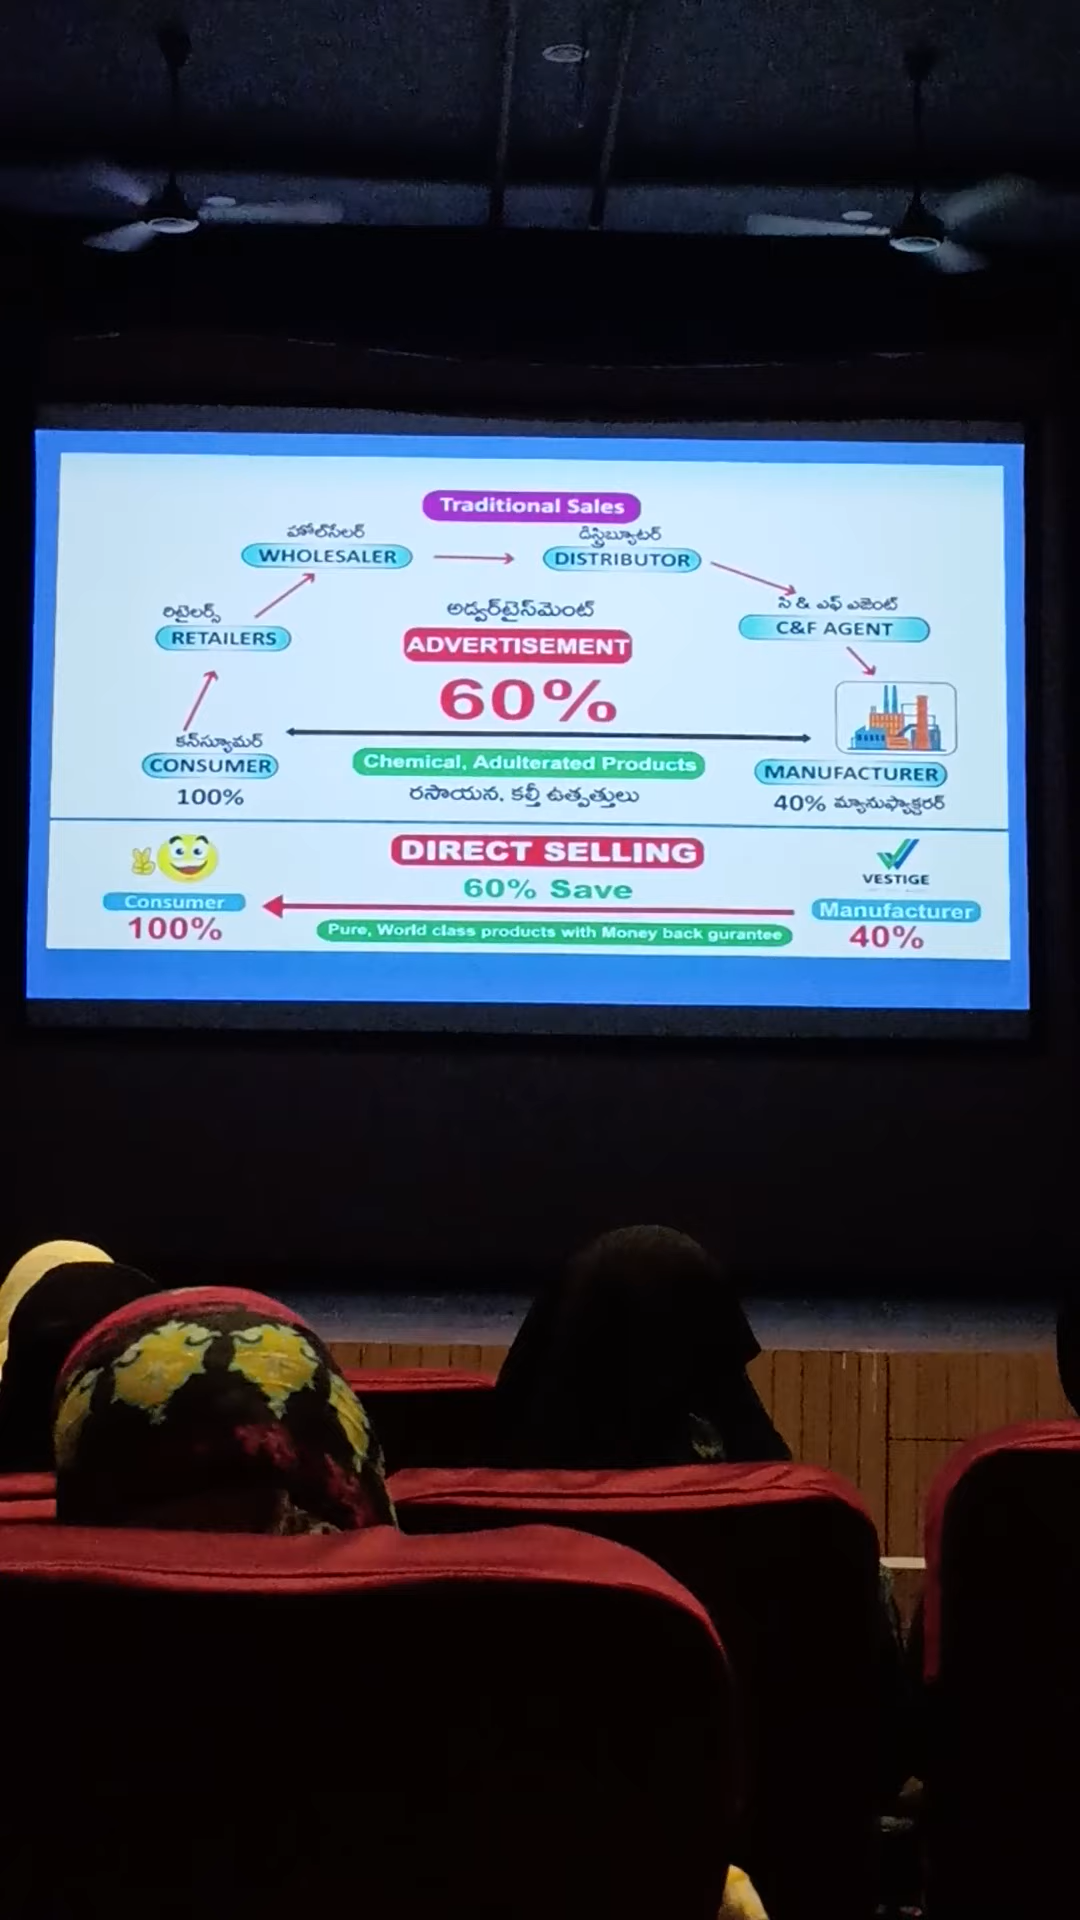 Traditional Sales
హోల్‌సేలర్
WHOLESALER
డిస్ట్రిబ్యూటర్
DISTRIBUTOR
రిటైలర్స్
RETAILERS
అడ్వర్‌టైస్‌మెంట్
ADVERTISEMENT
60%
సి & ఎఫ్ ఎజెంట్
C&F AGENT
కన్‌స్యూమర్
CONSUMER
100%
Chemical, Adulterated Products
రసాయన, కల్తీ ఉత్పత్తులు
MANUFACTURER
40% మ్యానుఫ్యాక్చరర్
DIRECT SELLING
60% Save
VESTIGE
Consumer
100%
Pure, World class products with Money back gurantee
Manufacturer
40%